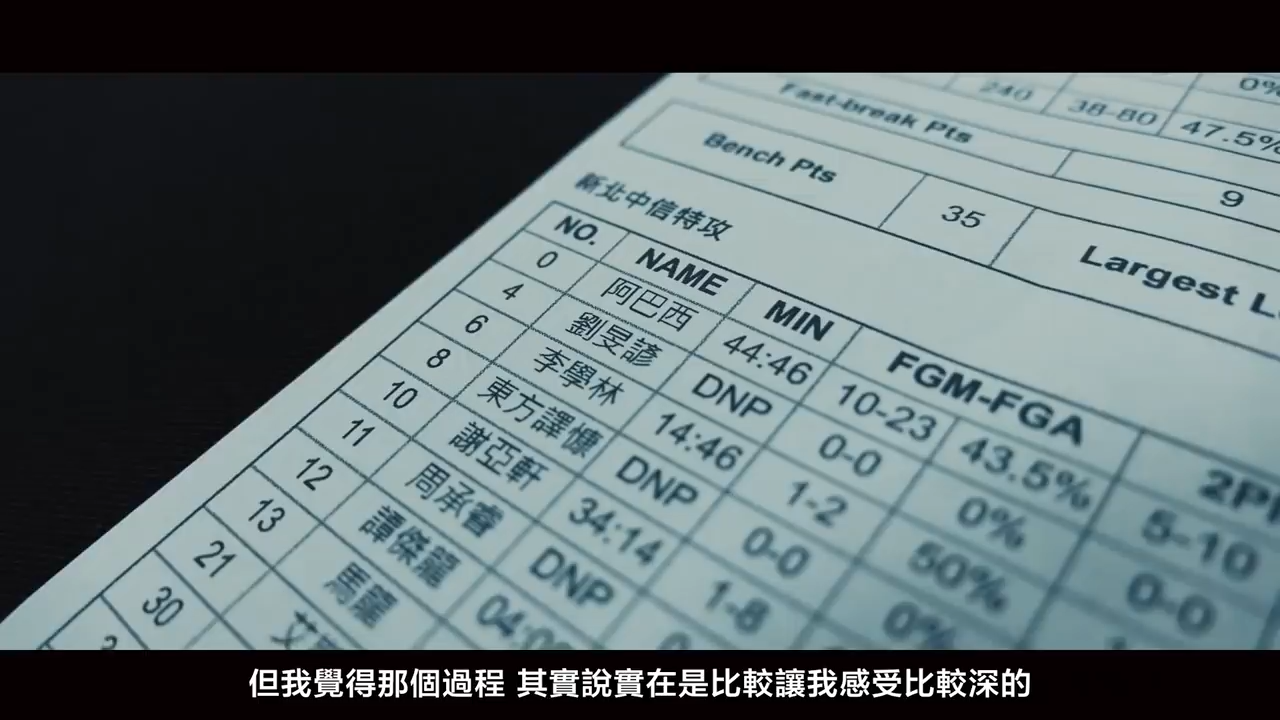 0%
240 38-80 47.5%
Fast-break Pts 9
Bench Pts 35 Largest
新北中信特攻
NO. NAME MIN FGM-FGA
0 阿巴西 44:46 10-23 43.5% 5-10
4 劉旻諺 DNP 0-0 0% 0-0
6 李學林 14:46 1-2 50%
8 東方譯慷 DNP 0-0 0%
10 謝亞軒 34:14 1-8
11 周承睿 DNP
12 譚傑龍
13 馬龍
21
30
但我覺得那個過程 其實說實在是比較讓我感受比較深的